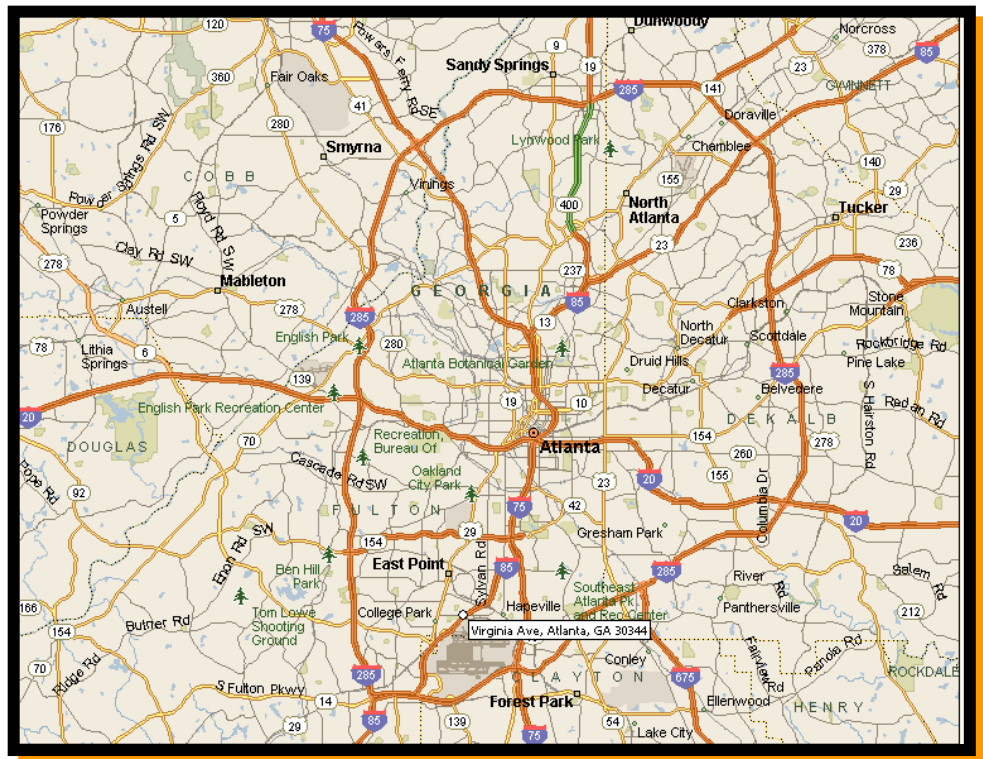 120
75
Powers Ferry Rd SE
9
19
Dunwoody
Norcross
378
85
360
Fair Oaks
Sandy Springs
23
285
141
GWINNETT
41
280
176
Doraville
Lynwood Park
Chamblee
Smyrna
Powder Springs Rd SW
COBB
140
155
29
Vinings
Powder
Springs
5
Floyd Rd SW
400
North
Atlanta
Tucker
23
236
Clay Rd SW
278
237
78
Mableton
GEORGIA
Austell
278
285
85
Clarkston
Stone
Mountain
13
English Park
280
North
Decatur
Scottdale
Rockbridge Rd
78
Lithia
Springs
6
Atlanta Botanical Garden
Druid Hills
285
Pine Lake
139
Decatur
Belvedere
S Hairston Rd
Redan Rd
20
English Park Recreation Center
19
10
DEKALB
DOUGLAS
70
Recreation,
Bureau Of
Atlanta
154
278
260
Cascade Rd SW
Oakland
City Park
155
Pope Rd
92
20
23
Columbia Dr
FULTON
75
42
20
Enon Rd SW
29
Gresham Park
154
East Point
Sylvan Rd
85
285
Ben Hill
Park
River Rd
Salem Rd
166
Tom Lowe
Shooting
Ground
College Park
Hapeville
Southeast
Atlanta Pk
and Rec Center
Panthersville
212
154
Butner Rd
Virginia Ave, Atlanta, GA 30344
Fairview Rd
Panola Rd
70
Ridge Rd
Conley
285
CLAYTON
675
ROCKDALE
S Fulton Pkwy
14
Forest Park
Ellenwood
HENRY
29
85
139
75
54
Lake City